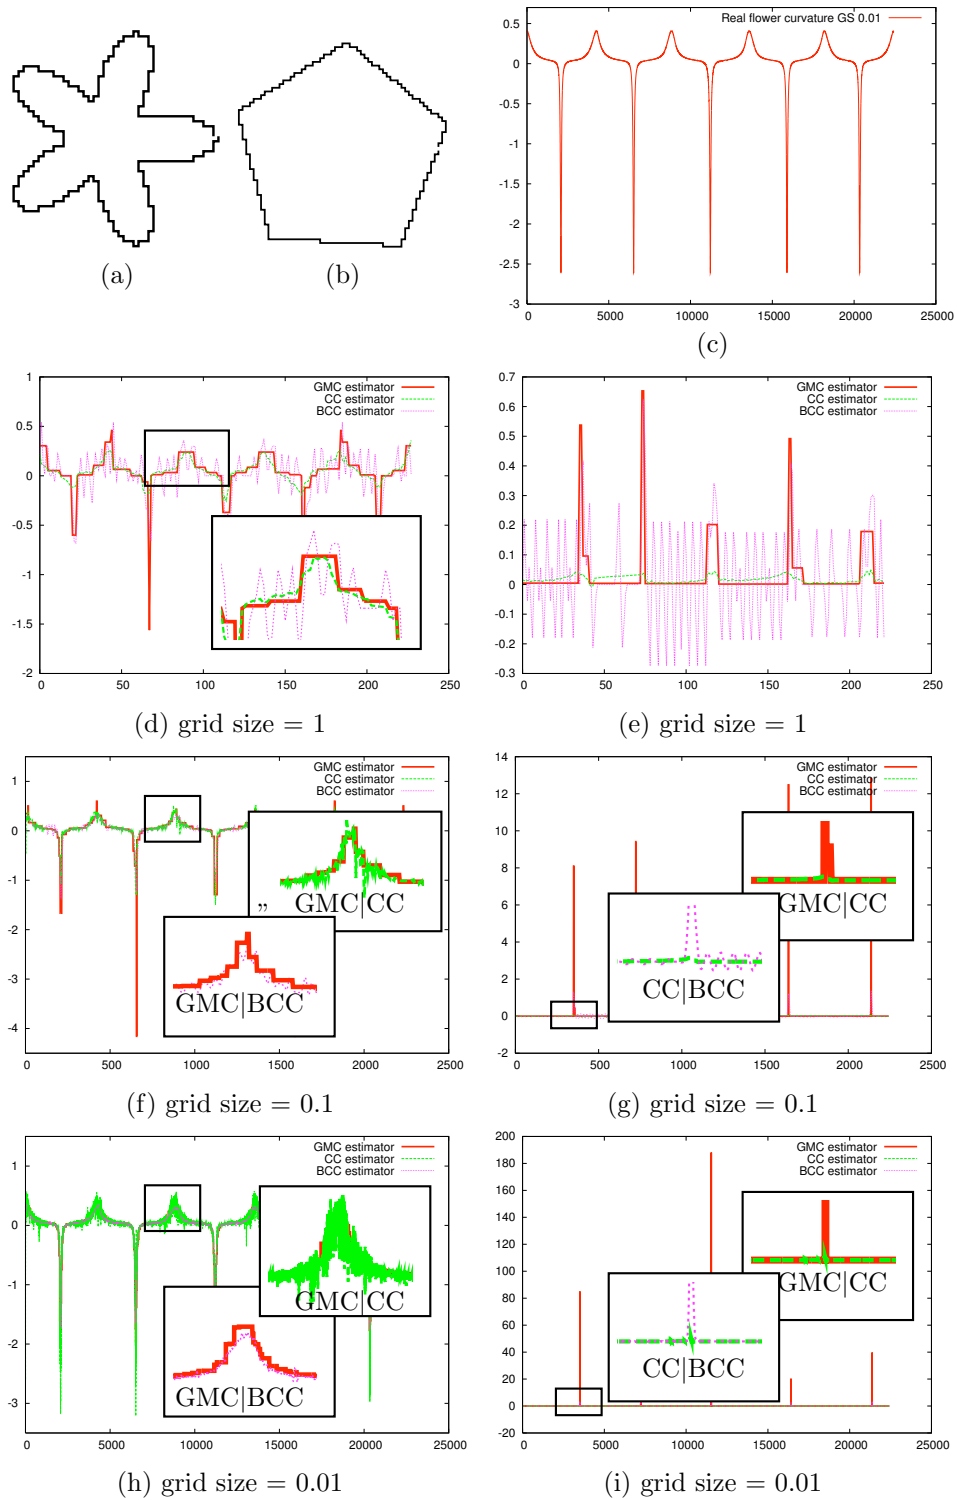 (a)
(b)
0.5
0
-0.5
-1
-1.5
-2
-2.5
-3
Real flower curvature GS 0.01
0 5000 10000 15000 20000 25000
(c)
1
0.5
0
-0.5
-1
-1.5
-2
GMC estimator
CC estimator
BCC estimator
0 50 100 150 200 250
(d) grid size = 1
0.7
0.6
0.5
0.4
0.3
0.2
0.1
0
-0.1
-0.2
-0.3
GMC estimator
CC estimator
BCC estimator
0 50 100 150 200 250
(e) grid size = 1
1
0
-1
-2
-3
-4
GMC estimator
CC estimator
BCC estimator
GMC|CC
,,
GMC|BCC
0 500 1000 1500 2000 2500
(f) grid size = 0.1
14
12
10
8
6
4
2
0
-2
GMC estimator
CC estimator
BCC estimator
GMC|CC
CC|BCC
0 500 1000 1500 2000 2500
(g) grid size = 0.1
1
0
-1
-2
-3
GMC estimator
CC estimator
BCC estimator
GMC|CC
GMC|BCC
0 5000 10000 15000 20000 25000
(h) grid size = 0.01
200
180
160
140
120
100
80
60
40
20
0
-20
GMC estimator
CC estimator
BCC estimator
GMC|CC
CC|BCC
0 5000 10000 15000 20000 25000
(i) grid size = 0.01